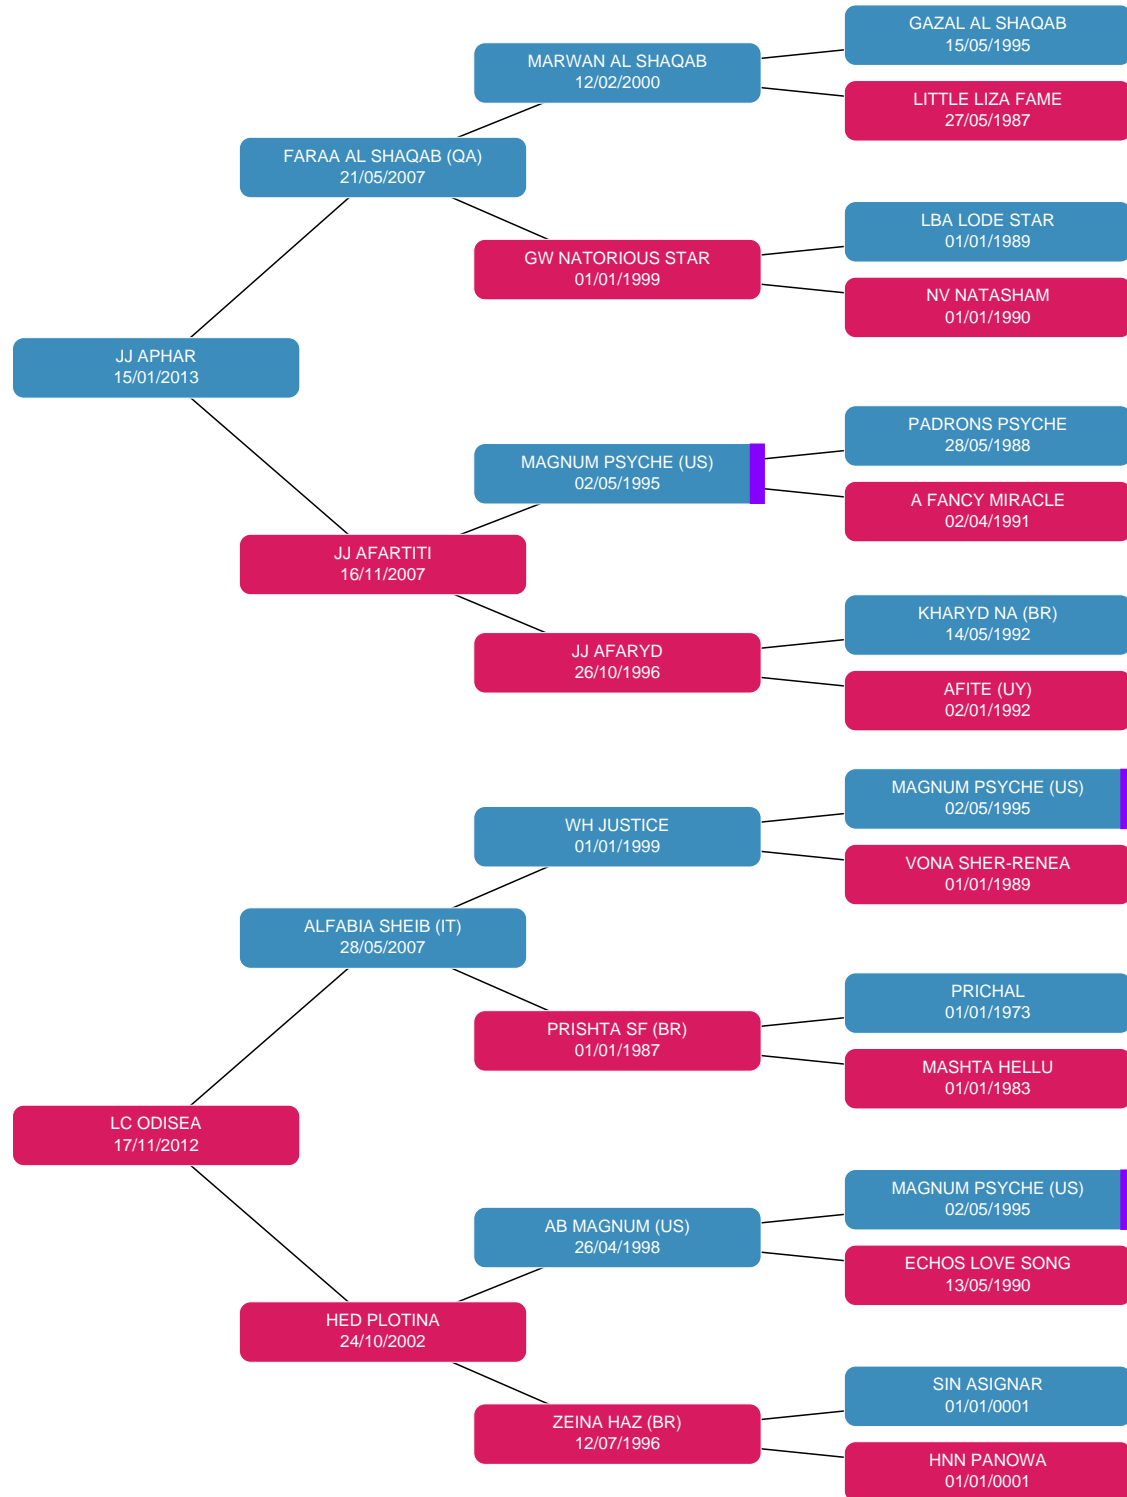 GAZAL AL SHAQAB
15/05/1995
MARWAN AL SHAQAB
12/02/2000
LITTLE LIZA FAME
27/05/1987
FARAA AL SHAQAB (QA)
21/05/2007
LBA LODE STAR
01/01/1989
GW NATORIOUS STAR
01/01/1999
NV NATASHAM
01/01/1990
JJ APHAR
15/01/2013
PADRONS PSYCHE
28/05/1988
MAGNUM PSYCHE (US)
02/05/1995
A FANCY MIRACLE
02/04/1991
JJ AFARTITI
16/11/2007
KHARYD NA (BR)
14/05/1992
JJ AFARYD
26/10/1996
AFITE (UY)
02/01/1992
MAGNUM PSYCHE (US)
02/05/1995
WH JUSTICE
01/01/1999
VONA SHER-RENEA
01/01/1989
ALFABIA SHEIB (IT)
28/05/2007
PRICHAL
01/01/1973
PRISHTA SF (BR)
01/01/1987
MASHTA HELLU
01/01/1983
LC ODISEA
17/11/2012
MAGNUM PSYCHE (US)
02/05/1995
AB MAGNUM (US)
26/04/1998
ECHOS LOVE SONG
13/05/1990
HED PLOTINA
24/10/2002
SIN ASIGNAR
01/01/0001
ZEINA HAZ (BR)
12/07/1996
HNN PANOWA
01/01/0001